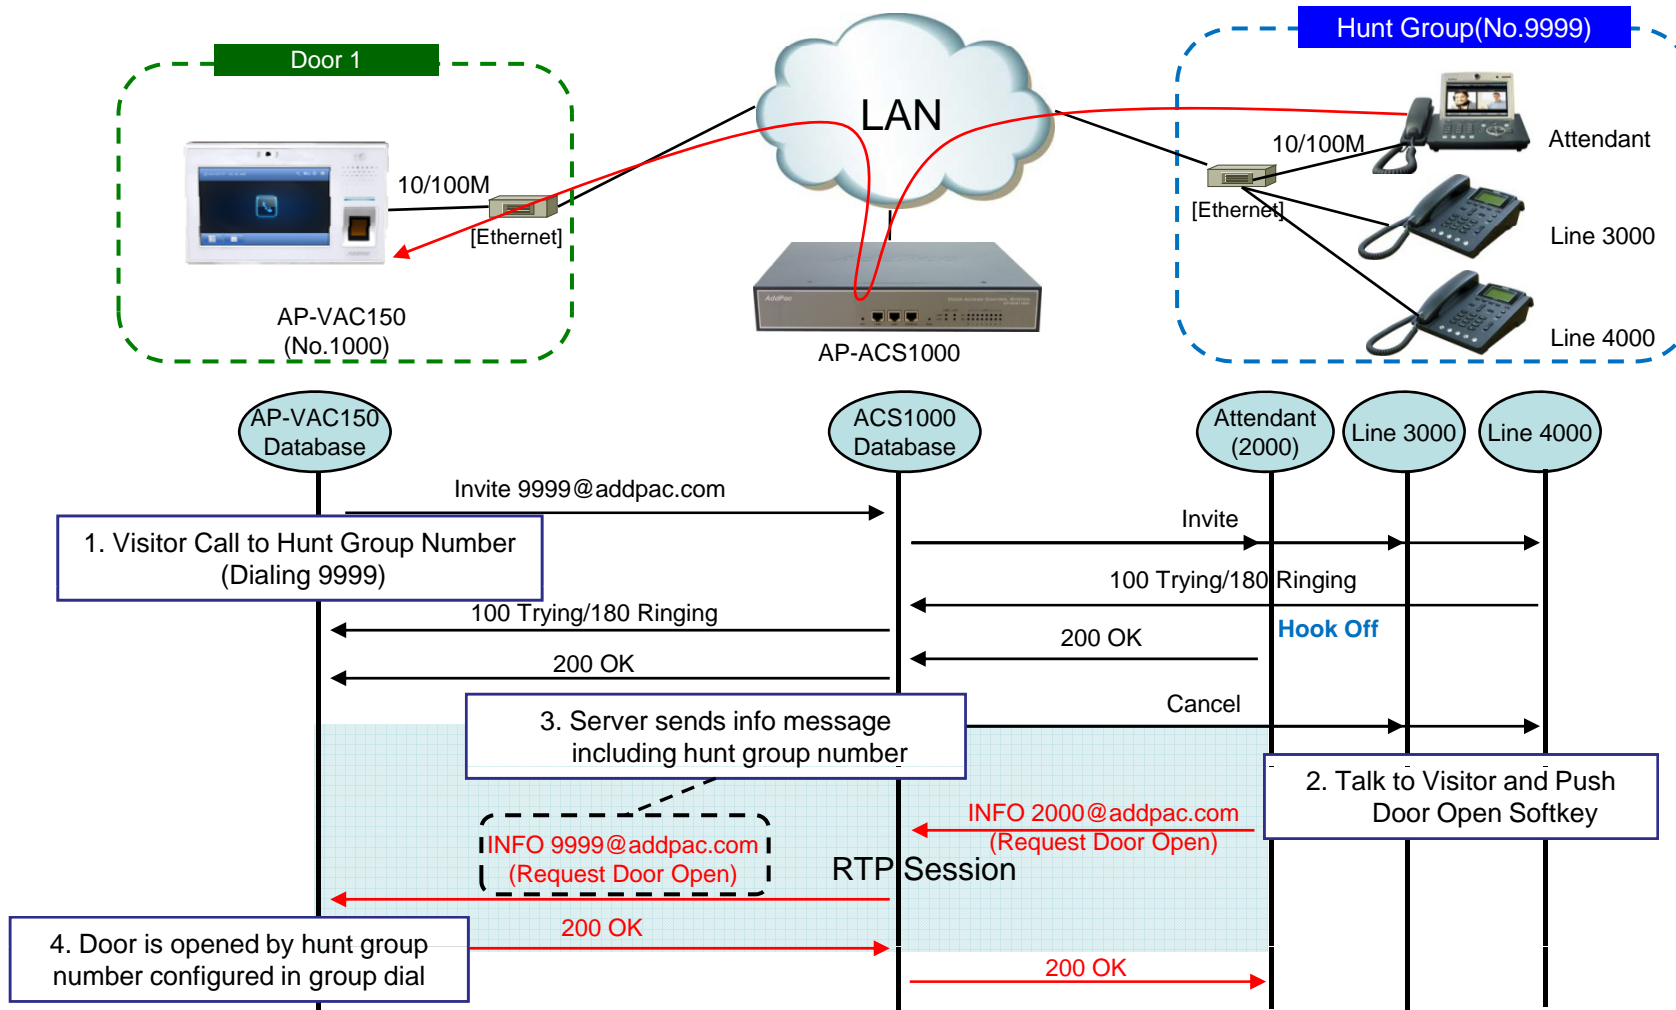 Door 1
Hunt Group(No.9999)
LAN
10/100M
[Ethernet]
10/100M
[Ethernet]
Attendant
Line 3000
Line 4000
AP-VAC150
(No.1000)
AddPac
AP-ACS1000
AP-VAC150
Database
ACS1000
Database
Attendant
(2000)
Line 3000
Line 4000
Invite 9999@addpac.com
Invite
1. Visitor Call to Hunt Group Number
(Dialing 9999)
100 Trying/180 Ringing
100 Trying/180 Ringing
Hook Off
200 OK
200 OK
Cancel
3. Server sends info message
including hunt group number
2. Talk to Visitor and Push
Door Open Softkey
INFO 2000@addpac.com
(Request Door Open)
INFO 9999@addpac.com
(Request Door Open)
RTP Session
200 OK
4. Door is opened by hunt group
number configured in group dial
200 OK